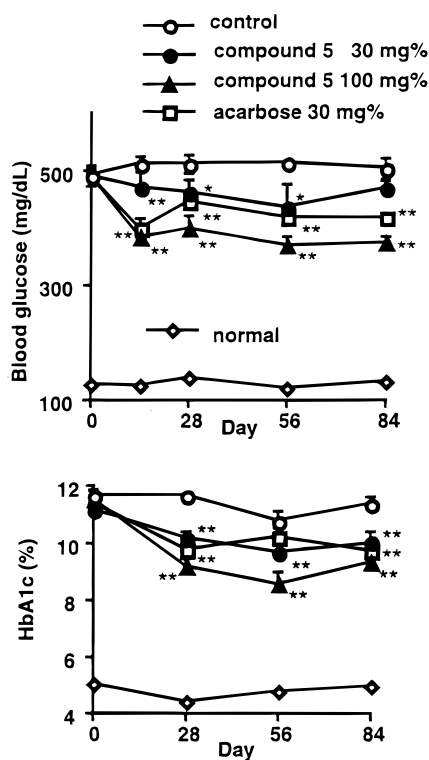 control
compound 5 30 mg%
compound 5 100 mg%
acarbose 30 mg%
Blood glucose (mg/dL)
500
300
100
*
*
**
**
**
**
**
**
**
**
**
normal
0 28 56 84
Day
HbA1c (%)
12
10
8
6
4
**
**
**
**
**
**
**
**
0 28 56 84
Day